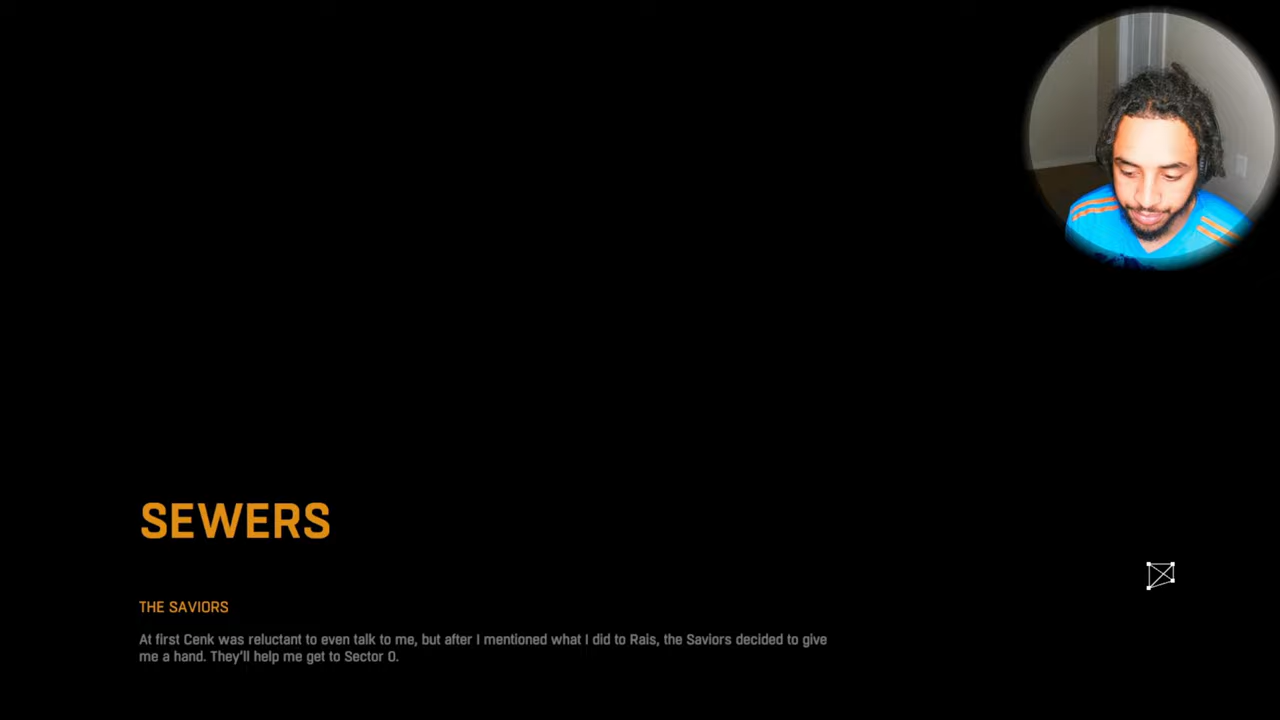 SEWERS
THE SAVIORS
At first Cenk was reluctant to even talk to me, but after I mentioned what I did to Rais, the Saviors decided to give
me a hand. They'll help me get to Sector 0.